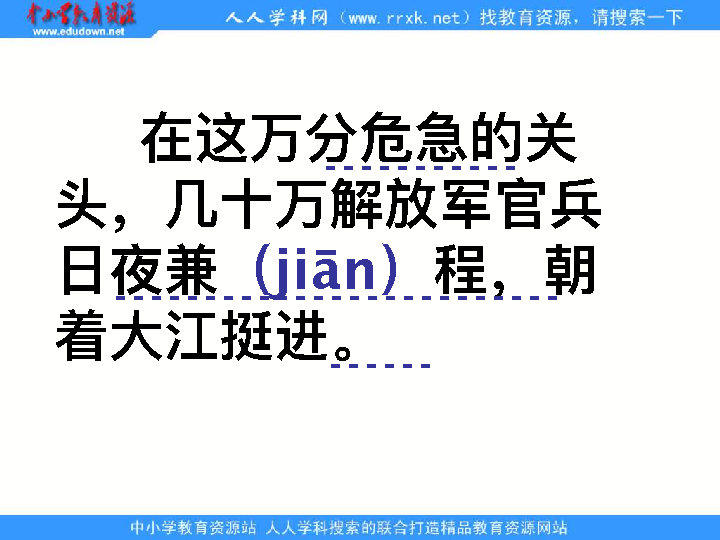 中小学教育资源
www.edudown.net
人人学科网（www.rrxk.net）找教育资源，请搜索一下
在这万分危急的关
头，几十万解放军官兵
日夜兼（jiān）程，朝
着大江挺进。
中小学教育资源站 人人学科搜索的联合打造精品教育资源网站